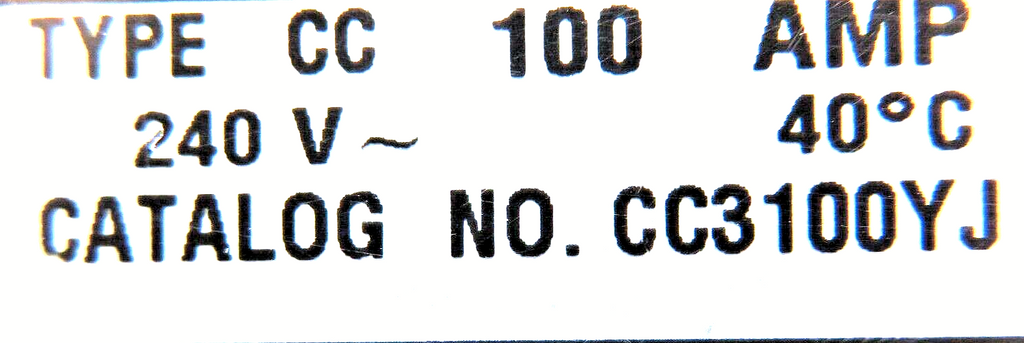 TYPE CC 100 AMP
240 V~ 40°C
CATALOG NO. CC3100YJ